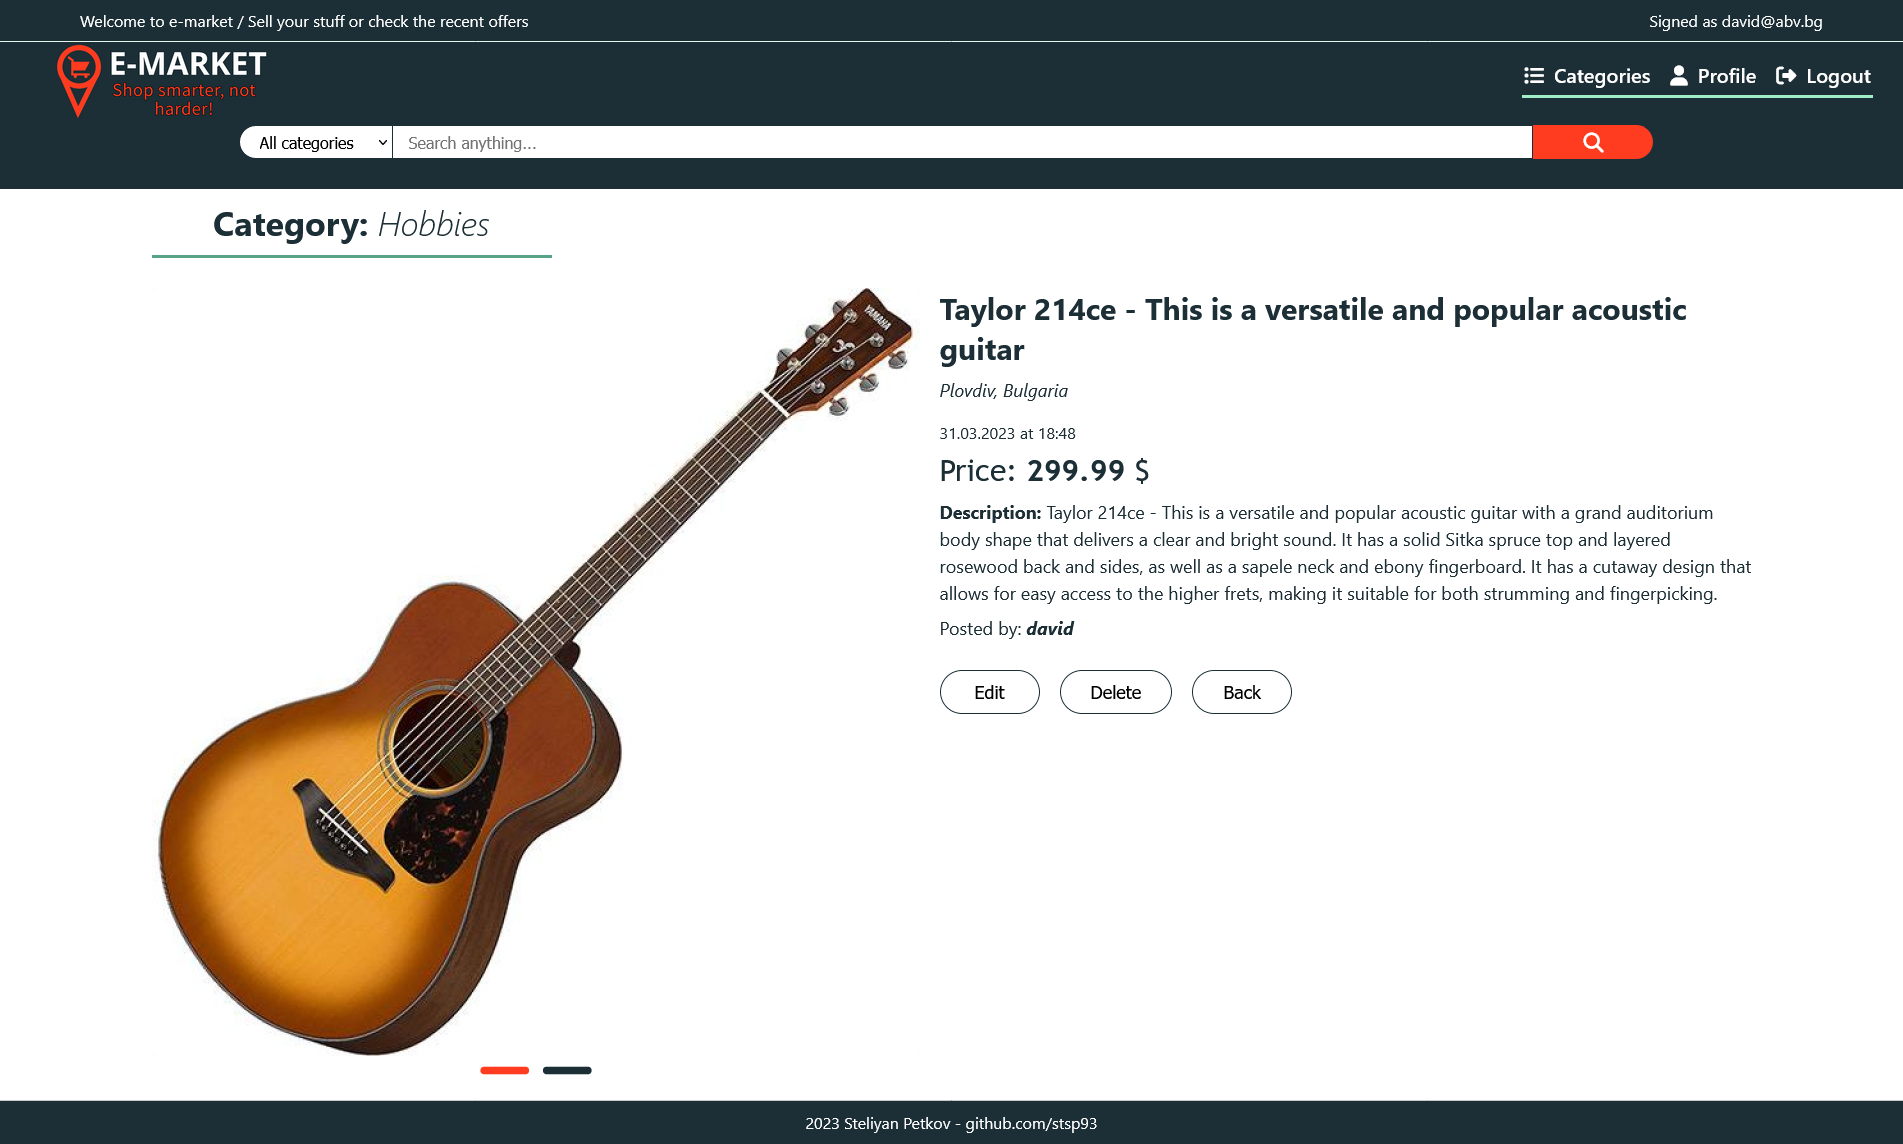 Welcome to e-market / Sell your stuff or check the recent offers
Signed as david@abv.bg
E-MARKET
Shop smarter, not
harder!
Categories
Profile
Logout
All categories
Search anything...
Category: Hobbies
YAMAHA
Taylor 214ce - This is a versatile and popular acoustic
guitar
Plovdiv, Bulgaria
31.03.2023 at 18:48
Price: 299.99 $
Description: Taylor 214ce - This is a versatile and popular acoustic guitar with a grand auditorium
body shape that delivers a clear and bright sound. It has a solid Sitka spruce top and layered
rosewood back and sides, as well as a sapele neck and ebony fingerboard. It has a cutaway design that
allows for easy access to the higher frets, making it suitable for both strumming and fingerpicking.
Posted by: david
Edit
Delete
Back
2023 Steliyan Petkov - github.com/stsp93